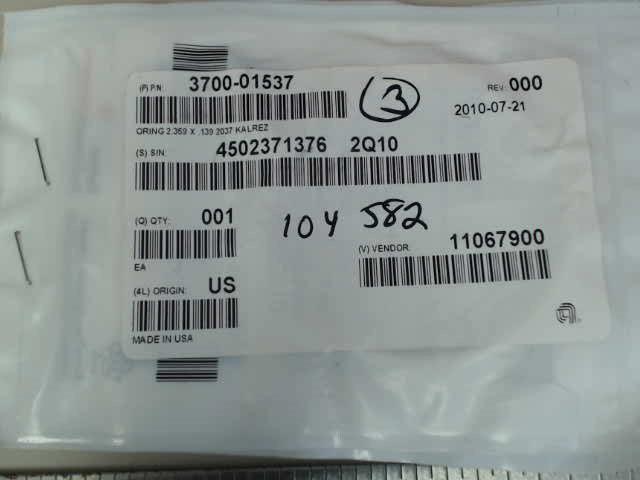 (P) P/N: 3700-01537
3
REV: 000
2010-07-21
ORING 2.359 X .139 2037 KALREZ
(S) S/N: 4502371376 2Q10
(Q) QTY: 001
104 582
EA
(V) VENDOR: 11067900
(4L) ORIGIN: US
MADE IN USA